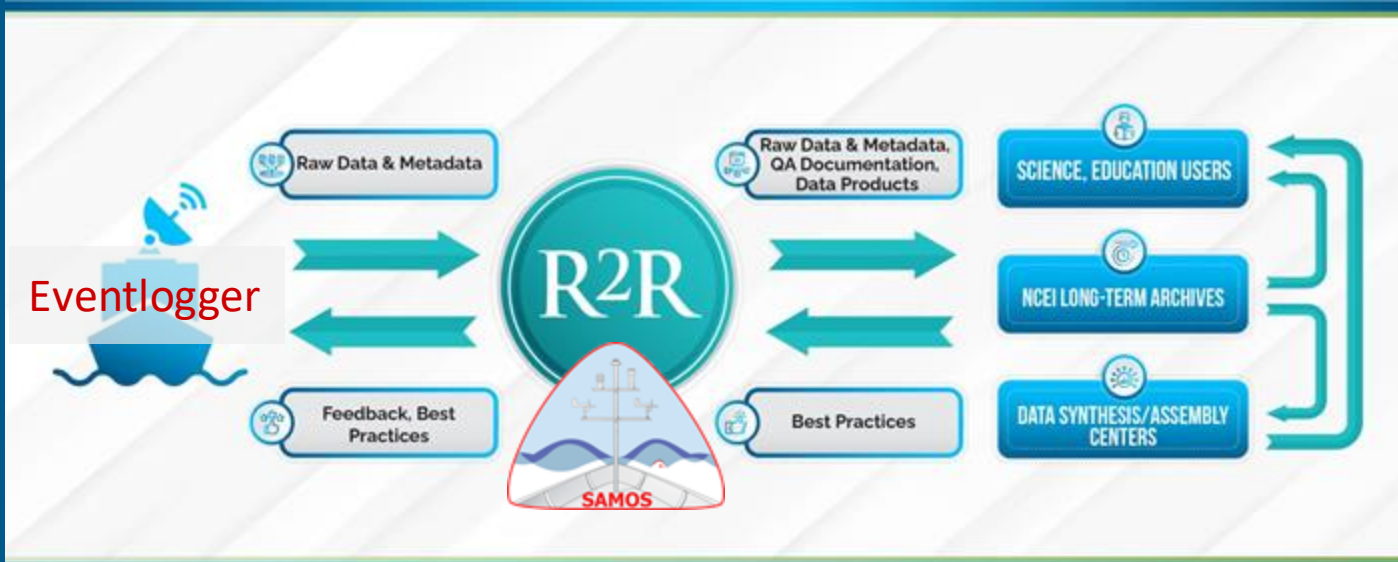 Raw Data & Metadata
Raw Data & Metadata,
QA Documentation,
Data Products
SCIENCE, EDUCATION USERS
Eventlogger
R2R
NCEI LONG-TERM ARCHIVES
Feedback, Best
Practices
Best Practices
DATA SYNTHESIS/ASSEMBLY
CENTERS
SAMOS